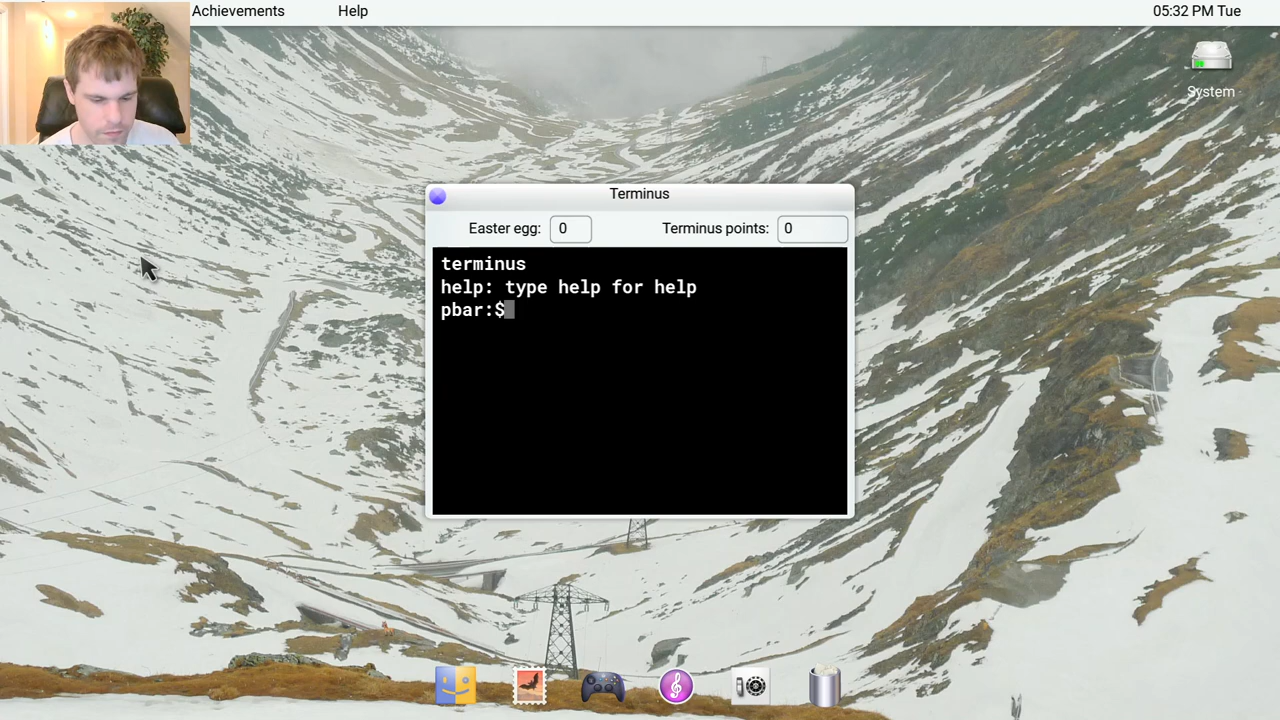 Achievements
Help
05:32 PM Tue
System
Terminus
Easter egg: 0
Terminus points: 0
terminus
help: type help for help
pbar:$